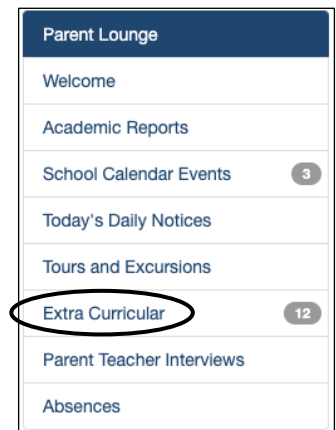 Parent Lounge
Welcome
Academic Reports
School Calendar Events 3
Today's Daily Notices
Tours and Excursions
Extra Curricular 12
Parent Teacher Interviews
Absences